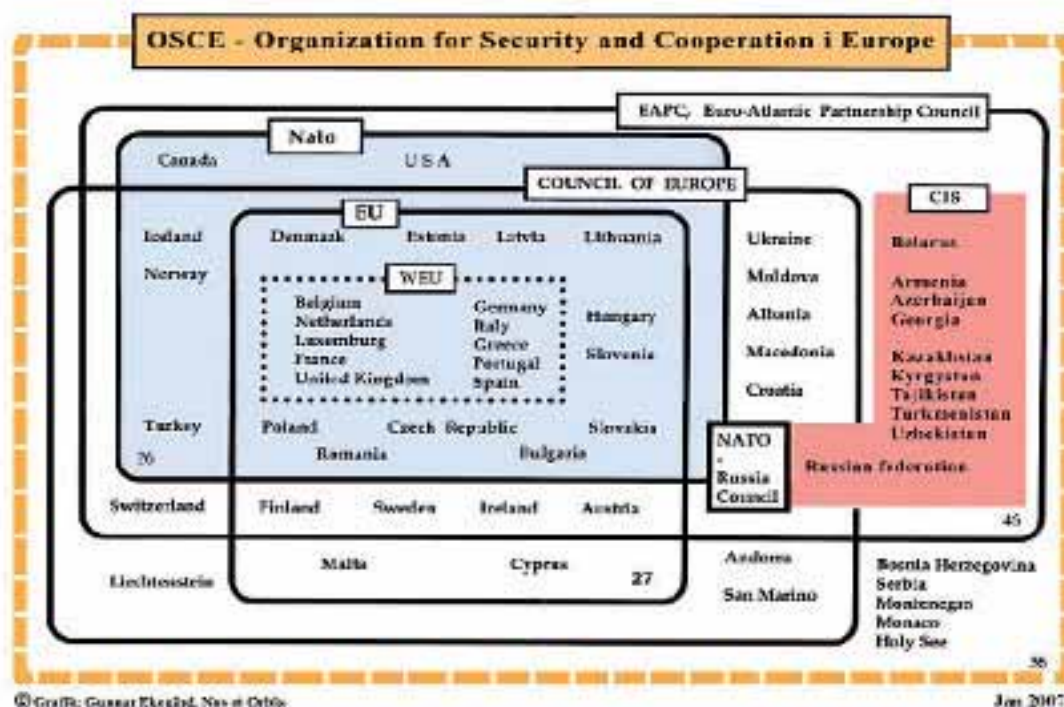 OSCE - Organization for Security and Cooperation i Europe
EAPC, Euro-Atlantic Partnership Council
Nato
Canada
U S A
COUNCIL OF EUROPE
CIS
EU
Iceland
Denmark
Estonia
Latvia
Lithuania
Ukraine
Belarus
Norway
WEU
Moldova
Armenia
Azerbaijan
Georgia
Belgium
Netherlands
Luxemburg
France
United Kingdom
Germany
Italy
Greece
Portugal
Spain
Hungary
Slovenia
Albania
Macedonia
Croatia
Kazakhstan
Kyrgystan
Tajikistan
Turkmenistan
Uzbekistan
Turkey
Poland
Czech Republic
Slovakia
Romania
Bulgaria
26
NATO
-
Russia
Council
Russian federation
Switzerland
Finland
Sweden
Ireland
Austria
Liechtenstein
Malta
Cyprus
27
Andorra
San Marino
Bosnia Herzegovina
Serbia
Montenegro
Monaco
Holy See
56
© Grafik: Gunnar
Jan 2007